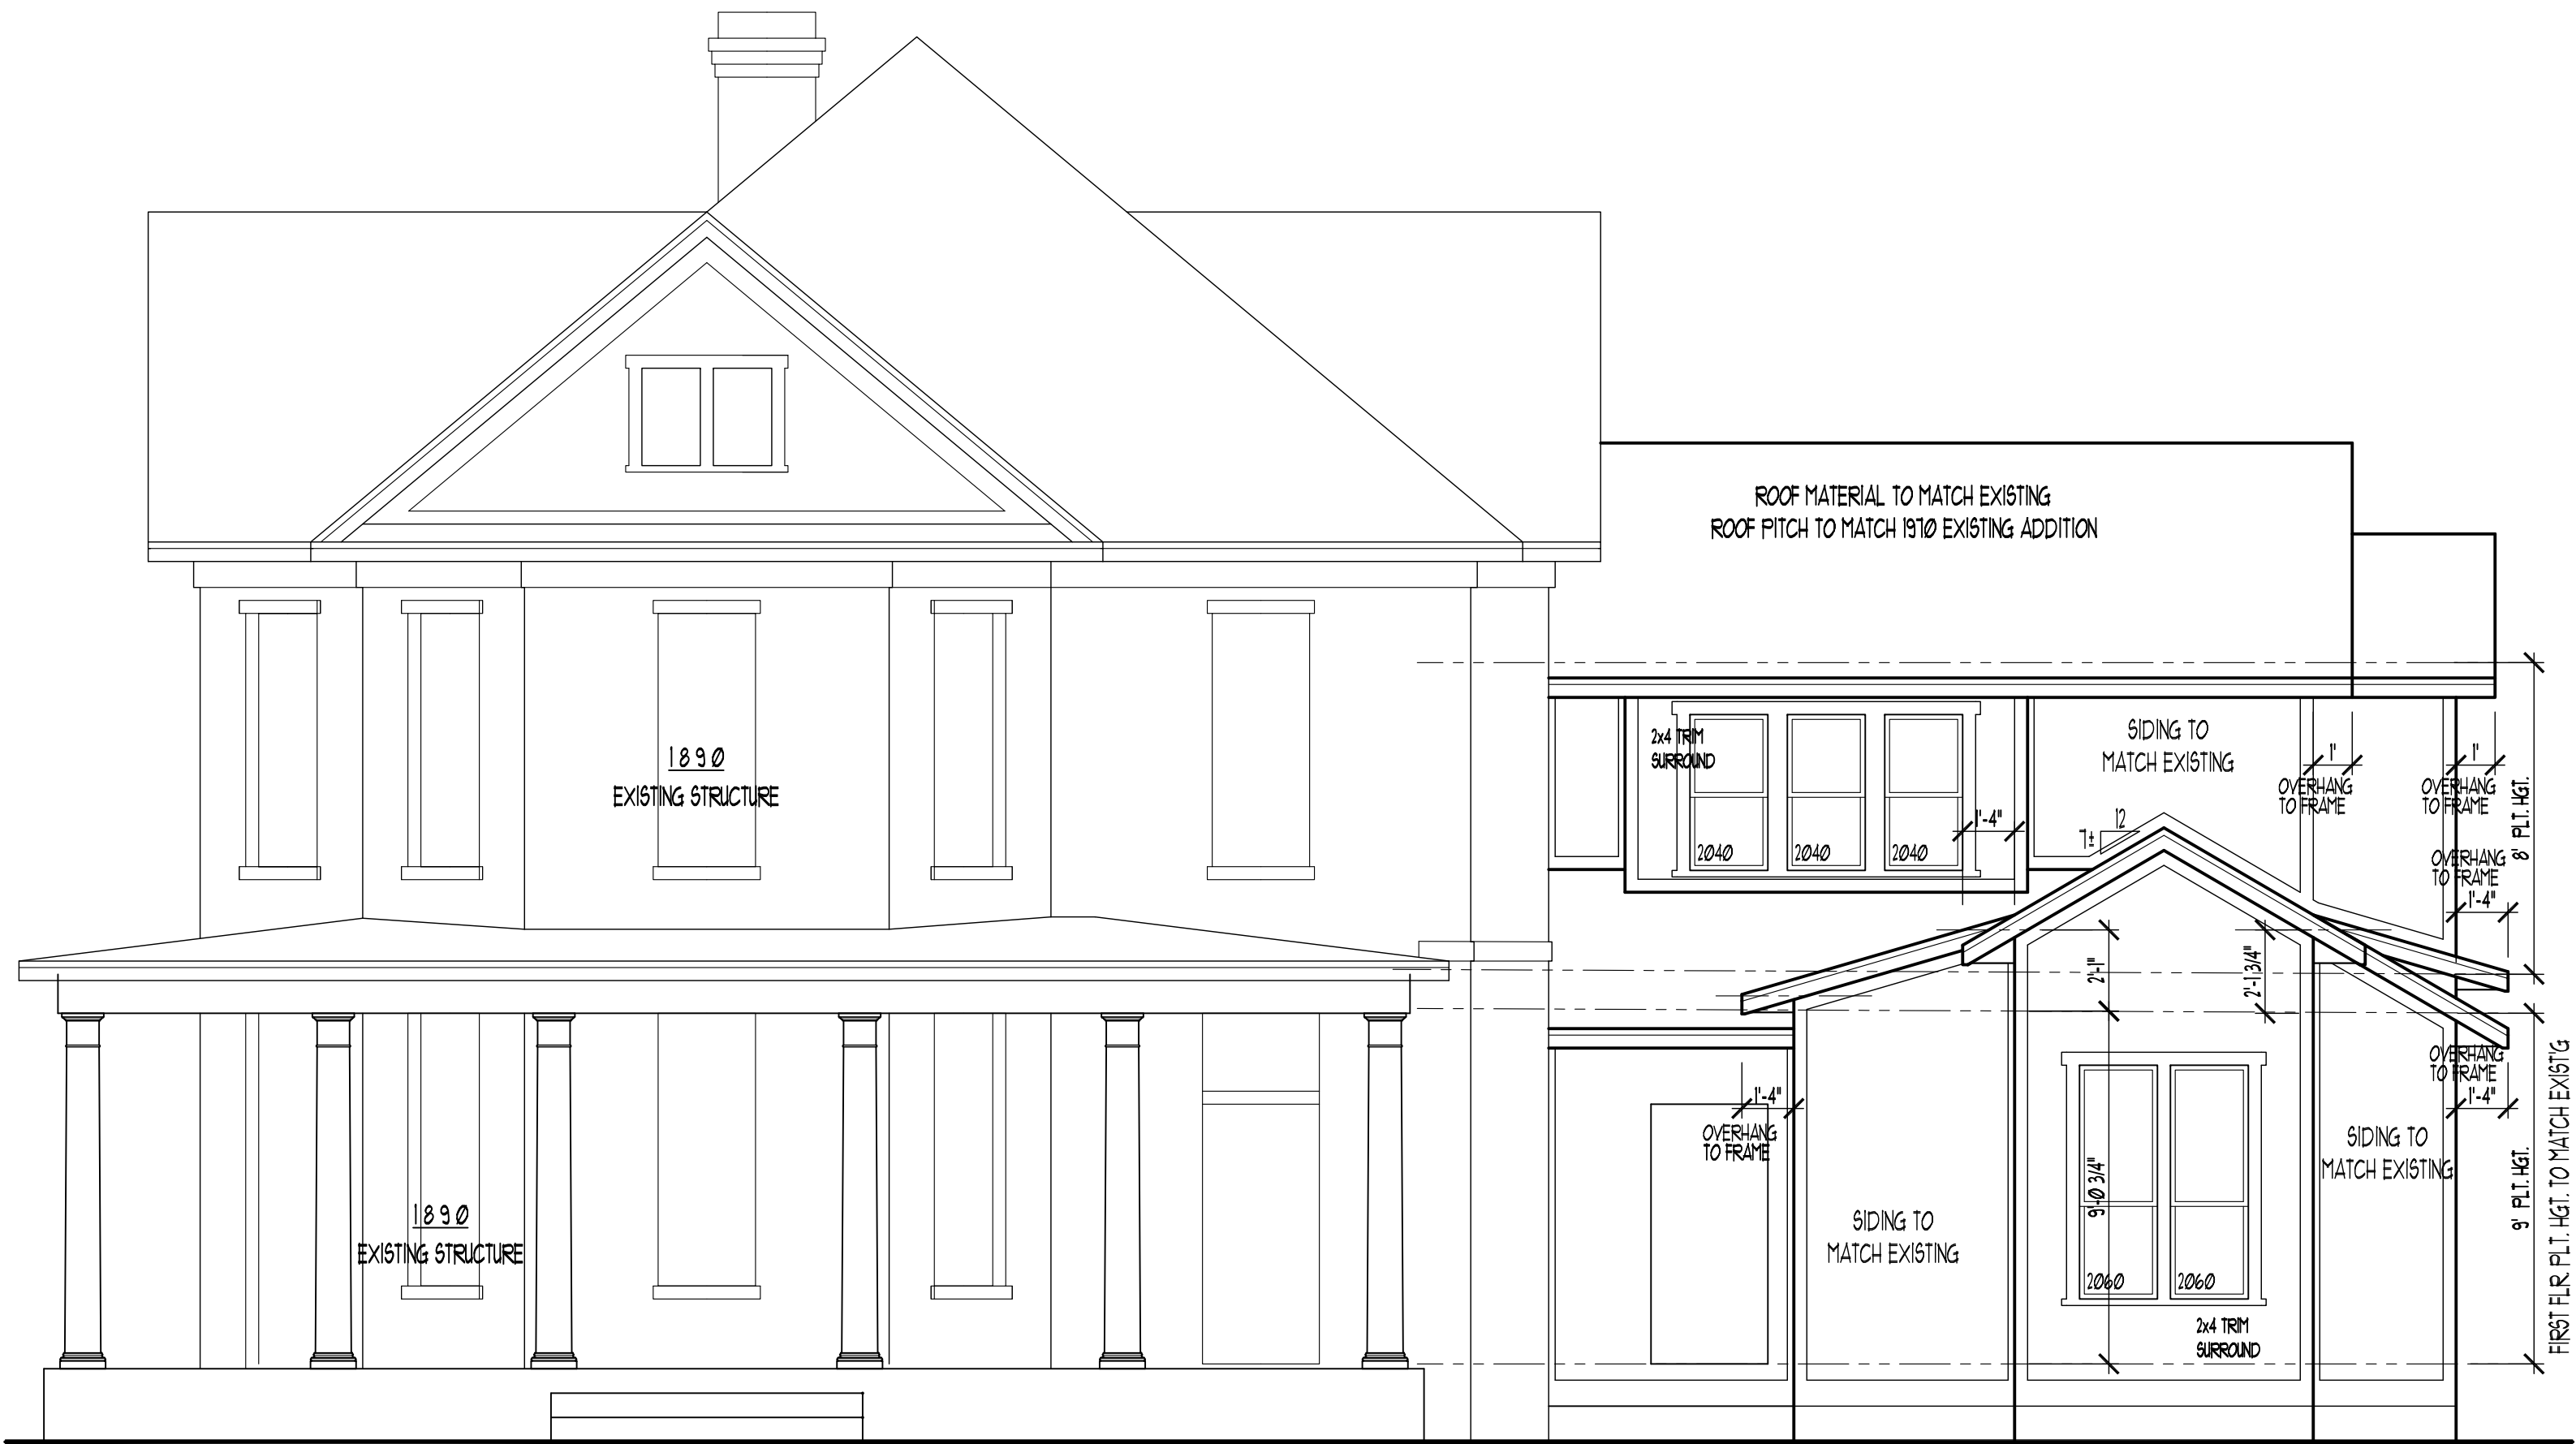 ROOF MATERIAL TO MATCH EXISTING
ROOF PITCH TO MATCH 1970 EXISTING ADDITION
1890
EXISTING STRUCTURE
2x4 TRIM
SURROUND
2040
2040
2040
1'-4"
SIDING TO
MATCH EXISTING
12
7±
1'
OVERHANG
TO FRAME
1'
OVERHANG
TO FRAME
8' PLT. HGT.
OVERHANG
TO FRAME
1'-4"
2'-1"
2'-1 3/4"
OVERHANG
TO FRAME
1'-4"
1'-4"
OVERHANG
TO FRAME
SIDING TO
MATCH EXISTING
9'-0 3/4"
9' PLT. HGT.
FIRST FLR PLT. HGT. TO MATCH EXIST'G
1890
EXISTING STRUCTURE
SIDING TO
MATCH EXISTING
2060
2060
2x4 TRIM
SURROUND